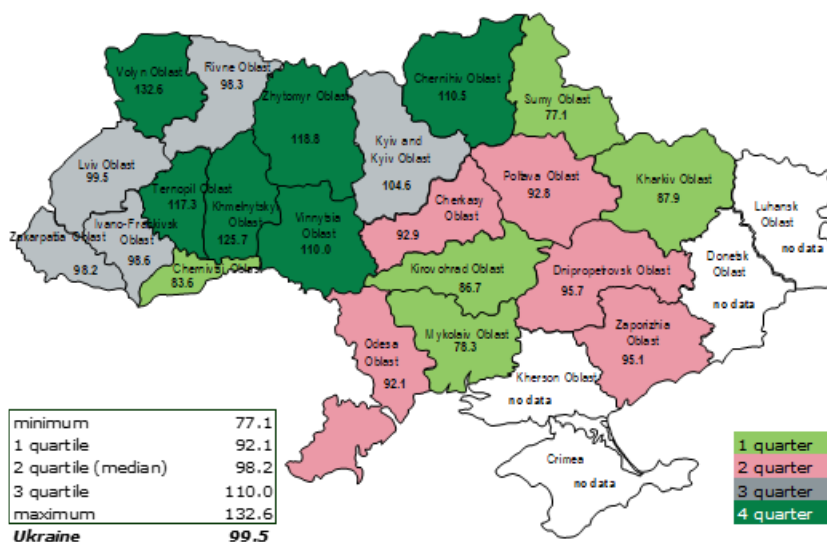 Volyn Oblast
132.6
Rivne Oblast
98.3
Zhytomyr Oblast
118.8
Kyiv and
Kyiv Oblast
104.6
Chernihiv Oblast
110.5
Sumy Oblast
77.1
Lviv Oblast
99.5
Ternopil Oblast
117.3
Khmelnytskyi
Oblast
125.7
Vinnytsia
Oblast
110.0
Cherkasy
Oblast
92.9
Poltava Oblast
92.8
Kharkiv Oblast
87.9
Luhansk
Oblast
no data
Zakarpattia Oblast
98.2
Ivano-Frankivsk
Oblast
98.6
Chernivtsi Oblast
83.6
Kirovohrad Oblast
86.7
Dnipropetrovsk Oblast
95.7
Donetsk
Oblast
no data
Odesa
Oblast
92.1
Mykolaiv Oblast
78.3
Zaporizhia
Oblast
95.1
Kherson Oblast
no data
Crimea
no data
minimum 77.1
1 quartile 92.1
2 quartile (median) 98.2
3 quartile 110.0
maximum 132.6
Ukraine 99.5
1 quarter
2 quarter
3 quarter
4 quarter